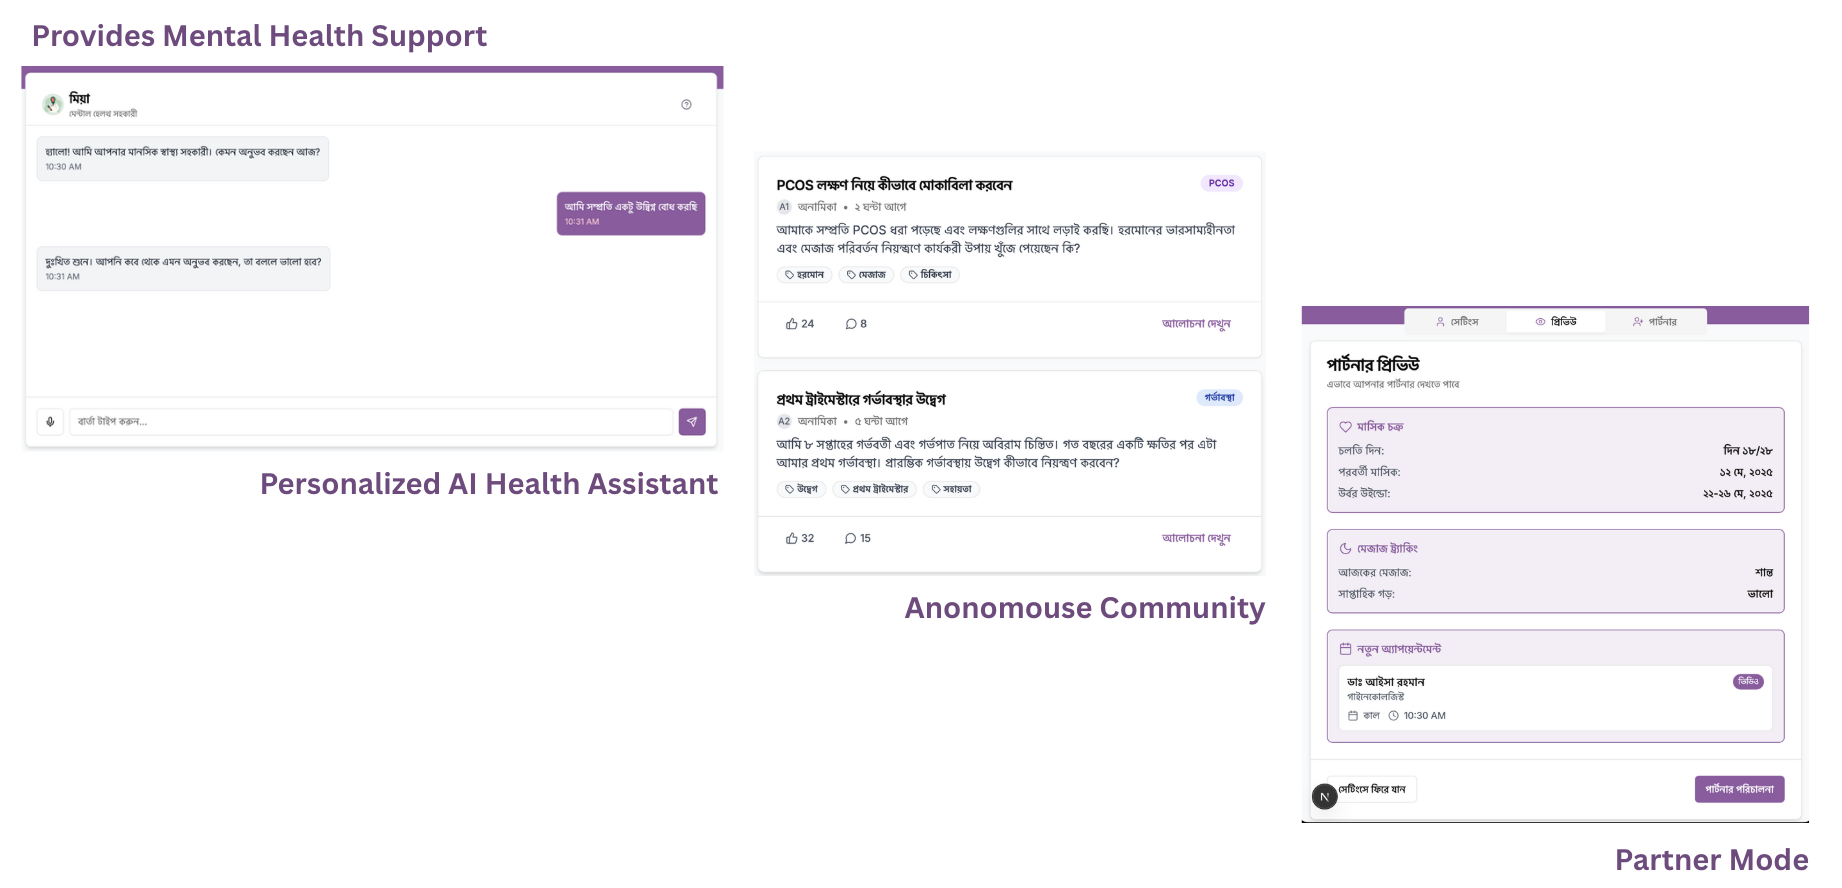 Provides Mental Health Support
মিয়া
মেন্টাল হেলথ সহকারী
হ্যালো! আমি আপনার মানসিক স্বাস্থ্য সহকারী। কেমন অনুভব করছেন আজ?
10:30 AM
আমি সম্প্রতি একটু উদ্বিগ্ন বোধ করছি
10:31 AM
দুঃখিত শুনে। আপনি কবে থেকে এমন অনুভব করছেন, তা বললে ভালো হবে?
10:31 AM
বার্তা টাইপ করুন...
Personalized AI Health Assistant
PCOS লক্ষণ নিয়ে কীভাবে মোকাবিলা করবেন
PCOS
A1 অনামিকা • ২ ঘন্টা আগে
আমাকে সম্প্রতি PCOS ধরা পড়েছে এবং লক্ষণগুলির সাথে লড়াই করছি। হরমোনের ভারসাম্যহীনতা
এবং মেজাজ পরিবর্তন নিয়ন্ত্রণে কার্যকরী উপায় খুঁজে পেয়েছেন কি?
হরমোন মেজাজ চিকিৎসা
24 8 আলোচনা দেখুন
প্রথম ট্রাইমেস্টারে গর্ভাবস্থার উদ্বেগ
গর্ভাবস্থা
A2 অনামিকা • ৫ ঘন্টা আগে
আমি ৮ সপ্তাহের গর্ভবতী এবং গর্ভপাত নিয়ে অবিরাম চিন্তিত। গত বছরের একটি ক্ষতির পর এটা
আমার প্রথম গর্ভাবস্থা। প্রারম্ভিক গর্ভাবস্থায় উদ্বেগ কীভাবে নিয়ন্ত্রণ করবেন?
উদ্বেগ প্রথম ট্রাইমেস্টার সহায়তা
32 15 আলোচনা দেখুন
Anonomouse Community
সেটিংস প্রিভিউ পার্টনার
পার্টনার প্রিভিউ
এভাবে আপনার পার্টনার দেখতে পাবে
মাসিক চক্র
চলতি দিন: দিন ১৮/২৮
পরবর্তী মাসিক: ১২ মে, ২০২৫
উর্বর উইন্ডো: ২২-২৬ মে, ২০২৫
মেজাজ ট্র্যাকিং
আজকের মেজাজ: শান্ত
সাপ্তাহিক গড়: ভালো
নতুন অ্যাপয়েন্টমেন্ট
ডাঃ আইসা রহমান
ভিডিও
গাইনেকোলজিস্ট
কাল 10:30 AM
N সেটিংসে ফিরে যান পার্টনার পরিচালনা
Partner Mode